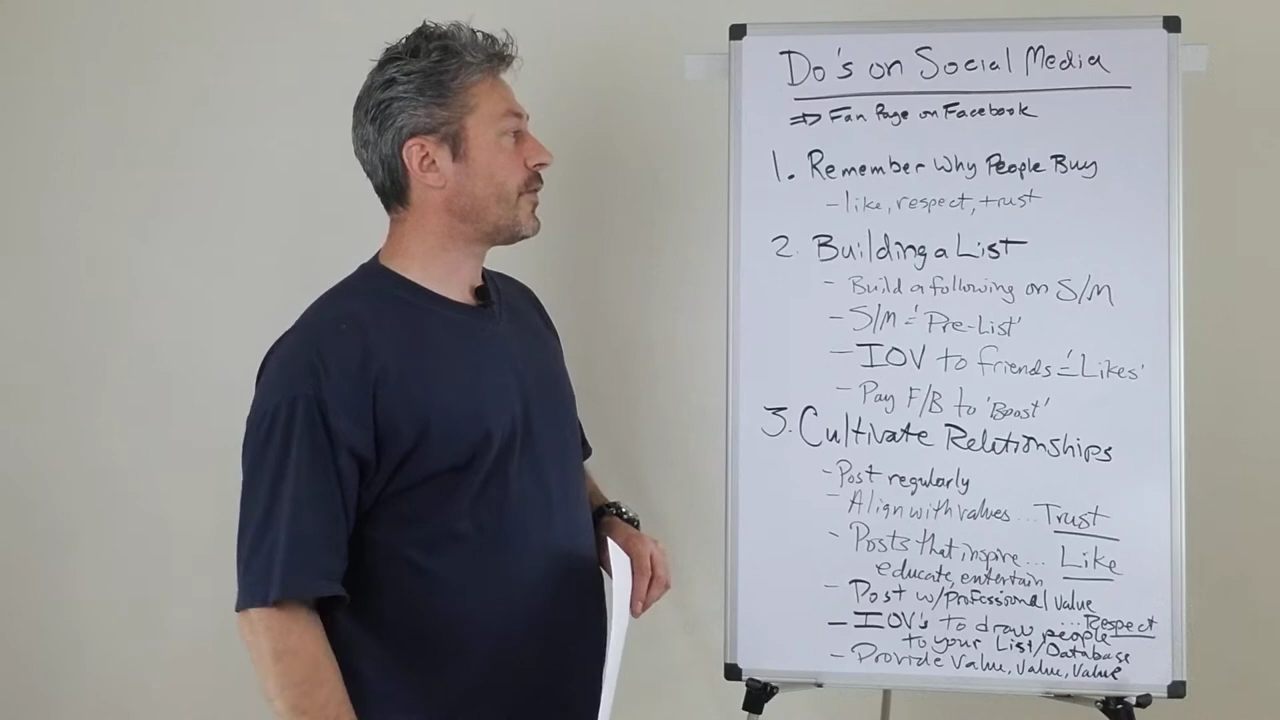 Do's on Social Media
⇒ Fan Page on Facebook
1. Remember Why People Buy
- like, respect, trust
2. Building a List
- Build a following on S/M
- S/M = 'Pre-List'
- IOV to friends = 'Likes'
- Pay F/B to 'Boost'
3. Cultivate Relationships
- Post regularly
- Align with values ... Trust
- Posts that inspire ... Like
educate, entertain
- Post w/professional value
... Respect
- IOV's to draw people
to your List/Database
- Provide Value, Value, Value